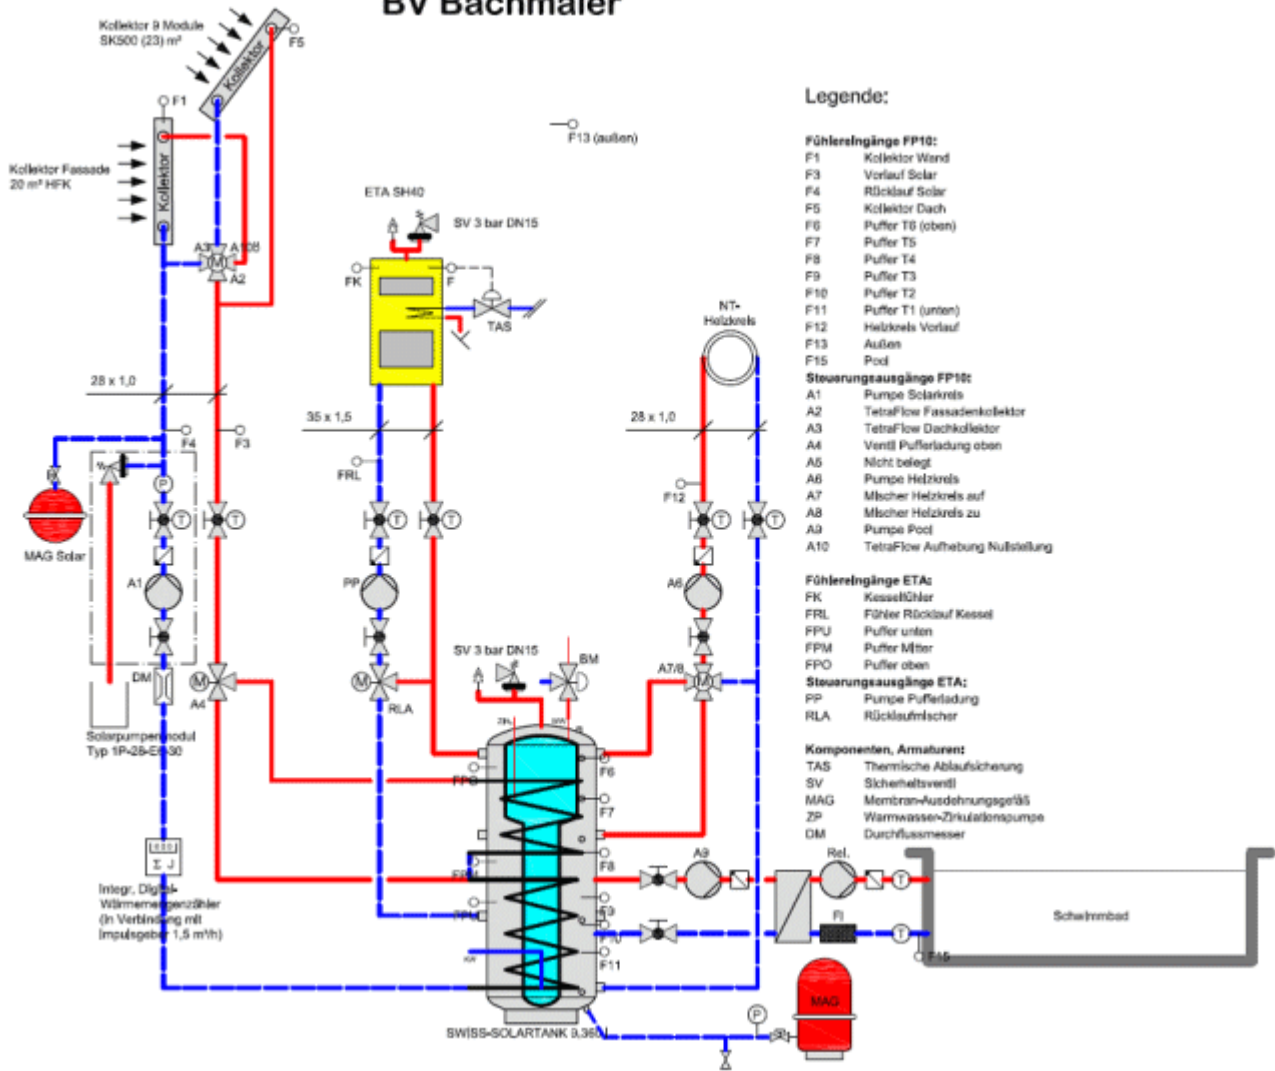 BV Bachmaier
Kollektor 9 Module
SK500 (23) m²
F5
Kollektor
F1
Kollektor
Kollektor Fassade
20 m² HFK
F13 (außen)
ETA SH40
SV 3 bar DN15
FK
F
TAS
A3
A10
M
A2
NT-
Heizkreis
28 x 1,0
35 x 1,5
28 x 1,0
F4
F3
FRL
F12
P
T
T
T
T
T
T
MAG Solar
A1
PP
A6
DM
M
A4
M
RLA
SV 3 bar DN15
BM
A7/8
M
Solarpumpenmodul
F6
FPO
F7
F8
A9
Rel.
T
Σ J
Integr. Digital-
Wärmemengenzähler
(in Verbindung mit
Impulsgeber 1,5 m³/h)
FPM
FPU
F9
F10
F11
KW
FI
T
Schwimmbad
F15
SWISS-SOLARTANK 9,360 l
P
MAG
Legende:
Fühlereingänge FP10:
F1 Kollektor Wand
F3 Vorlauf Solar
F4 Rücklauf Solar
F5 Kollektor Dach
F6 Puffer T6 (oben)
F7 Puffer T5
F8 Puffer T4
F9 Puffer T3
F10 Puffer T2
F11 Puffer T1 (unten)
F12 Heizkreis Vorlauf
F13 Außen
F15 Pool
Steuerungsausgänge FP10:
A1 Pumpe Solarkreis
A2 TetraFlow Fassadenkollektor
A3 TetraFlow Dachkollektor
A4 Ventil Pufferladung oben
A5 Nicht belegt
A6 Pumpe Heizkreis
A7 Mischer Heizkreis auf
A8 Mischer Heizkreis zu
A9 Pumpe Pool
A10 TetraFlow Aufhebung Nullstellung
Fühlereingänge ETA:
FK Kesselfühler
FRL Fühler Rücklauf Kessel
FPU Puffer unten
FPM Puffer Mitter
FPO Puffer oben
Steuerungsausgänge ETA:
PP Pumpe Pufferladung
RLA Rücklaufmischer
Komponenten, Armaturen:
TAS Thermische Ablaufsicherung
SV Sicherheitsventil
MAG Membran-Ausdehnungsgefäß
ZP Warmwasser-Zirkulationspumpe
DM Durchflussmesser